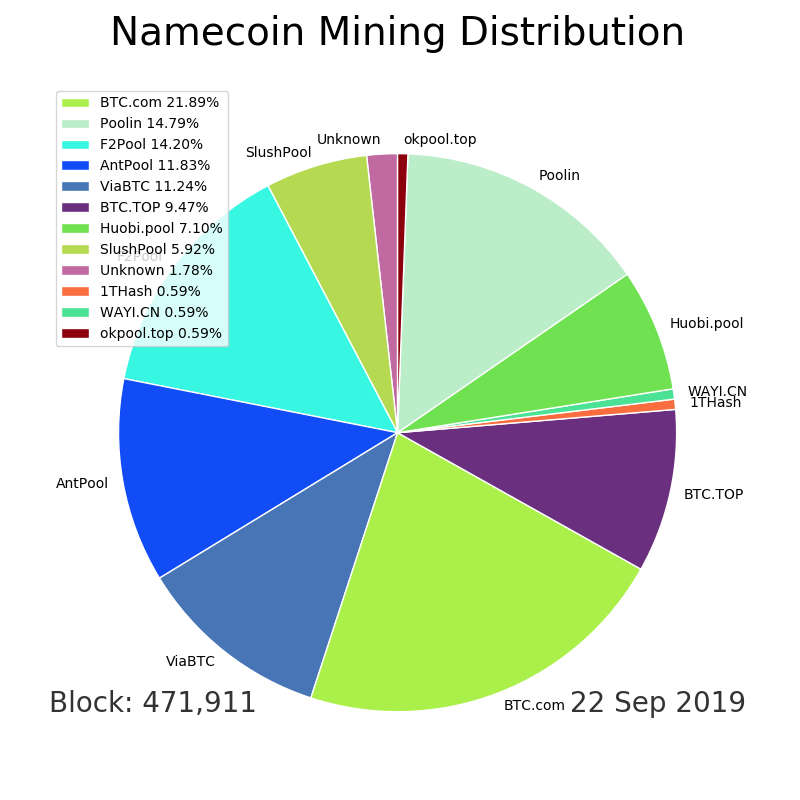 Namecoin Mining Distribution
BTC.com 21.89%
Poolin 14.79%
F2Pool 14.20%
AntPool 11.83%
ViaBTC 11.24%
BTC.TOP 9.47%
Huobi.pool 7.10%
SlushPool 5.92%
Unknown 1.78%
1THash 0.59%
WAYI.CN 0.59%
okpool.top 0.59%
SlushPool
Unknown
okpool.top
Poolin
F2Pool
Huobi.pool
WAYI.CN
1THash
AntPool
BTC.TOP
ViaBTC
BTC.com
Block: 471,911
22 Sep 2019